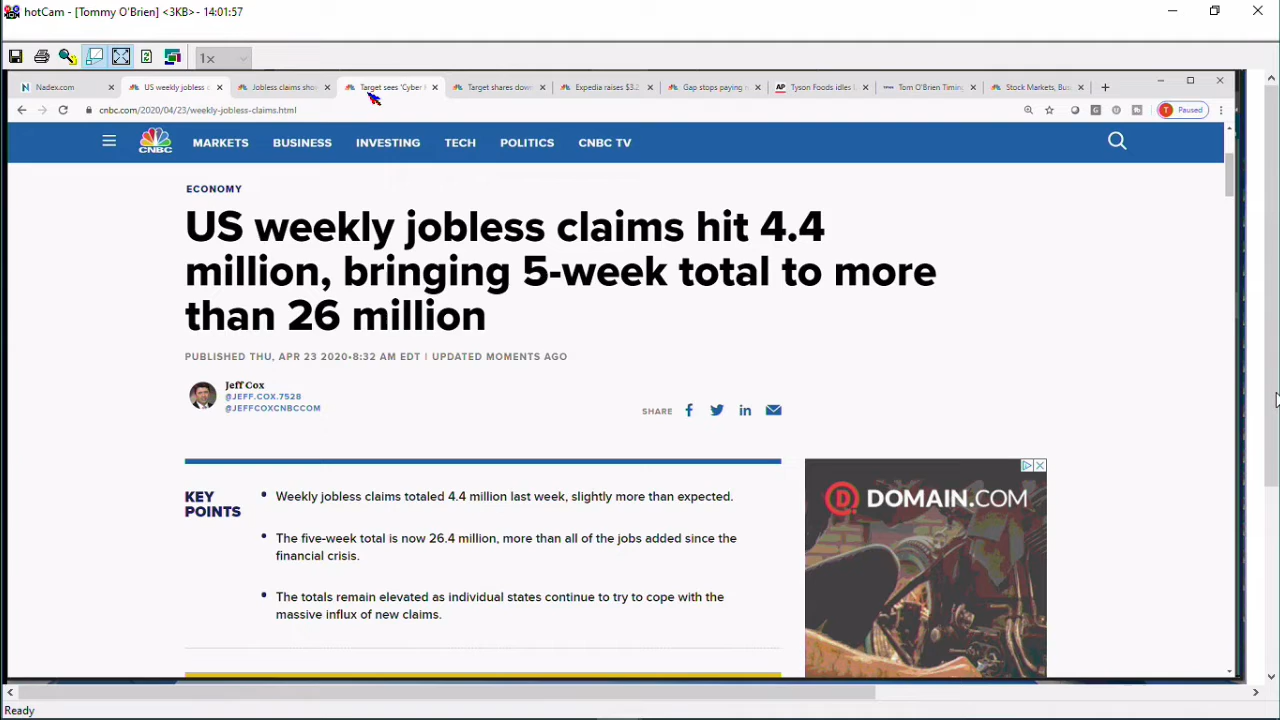 hotCam - [Tommy O'Brien] <3KB> - 14:01:57
1x
Nadex.com
US weekly jobless c
Jobless claims sho
Target sees 'Cyber
Target shares dow
Expedia raises $3.2
Gap stops paying
Tyson Foods idles
Tom O'Brien Timing
Stock Markets, Bus
cnbc.com/2020/04/23/weekly-jobless-claims.html
T Paused
CNBC
MARKETS BUSINESS INVESTING TECH POLITICS CNBC TV
ECONOMY
US weekly jobless claims hit 4.4
million, bringing 5-week total to more
than 26 million
PUBLISHED THU, APR 23 2020•8:32 AM EDT | UPDATED MOMENTS AGO
Jeff Cox
@JEFF.COX.7528
@JEFFCOXCNBCCOM
SHARE
KEY
POINTS
• Weekly jobless claims totaled 4.4 million last week, slightly more than expected.
• The five-week total is now 26.4 million, more than all of the jobs added since the
financial crisis.
• The totals remain elevated as individual states continue to try to cope with the
massive influx of new claims.
DOMAIN.COM
Ready